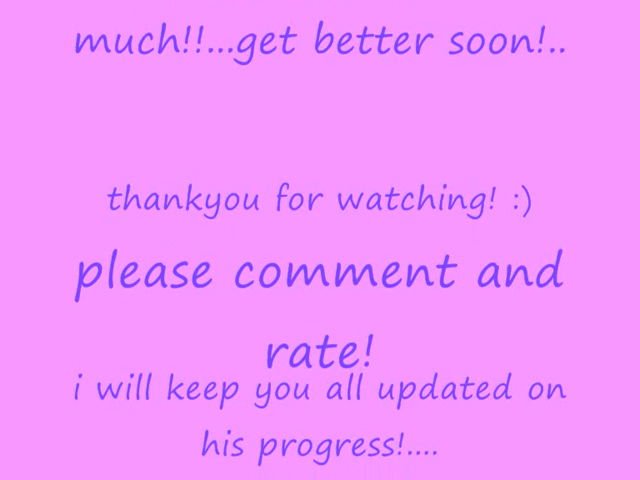 much!!...get better soon!..
thankyou for watching! :)
please comment and
rate!
i will keep you all updated on
his progress!....